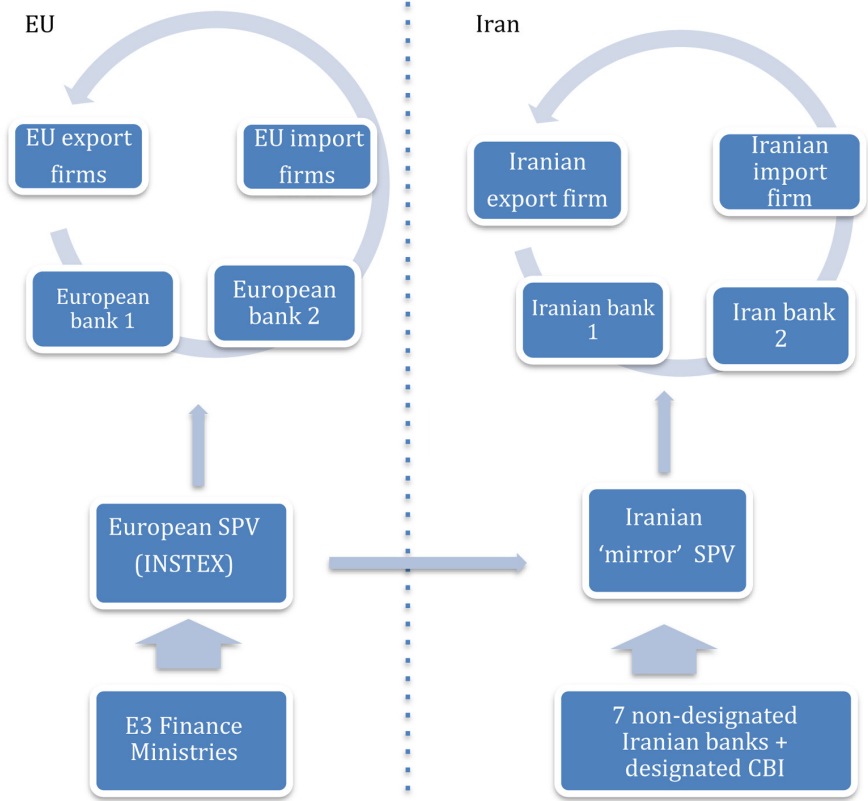 EU
EU export
firms
EU import
firms
European
bank 1
European
bank 2
European SPV
(INSTEX)
E3 Finance
Ministries
Iran
Iranian
export firm
Iranian
import
firm
Iranian bank
1
Iran bank
2
Iranian
‘mirror’ SPV
7 non-designated
Iranian banks +
designated CBI